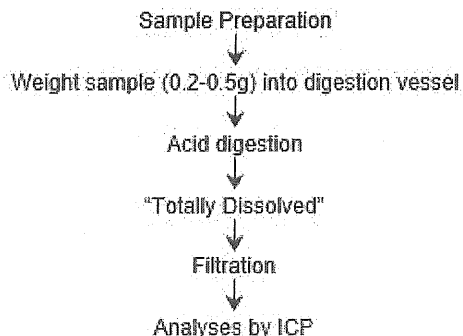 Sample Preparation
Weight sample (0.2-0.5g) into digestion vessel
Acid digestion
"Totally Dissolved"
Filtration
Analyses by ICP